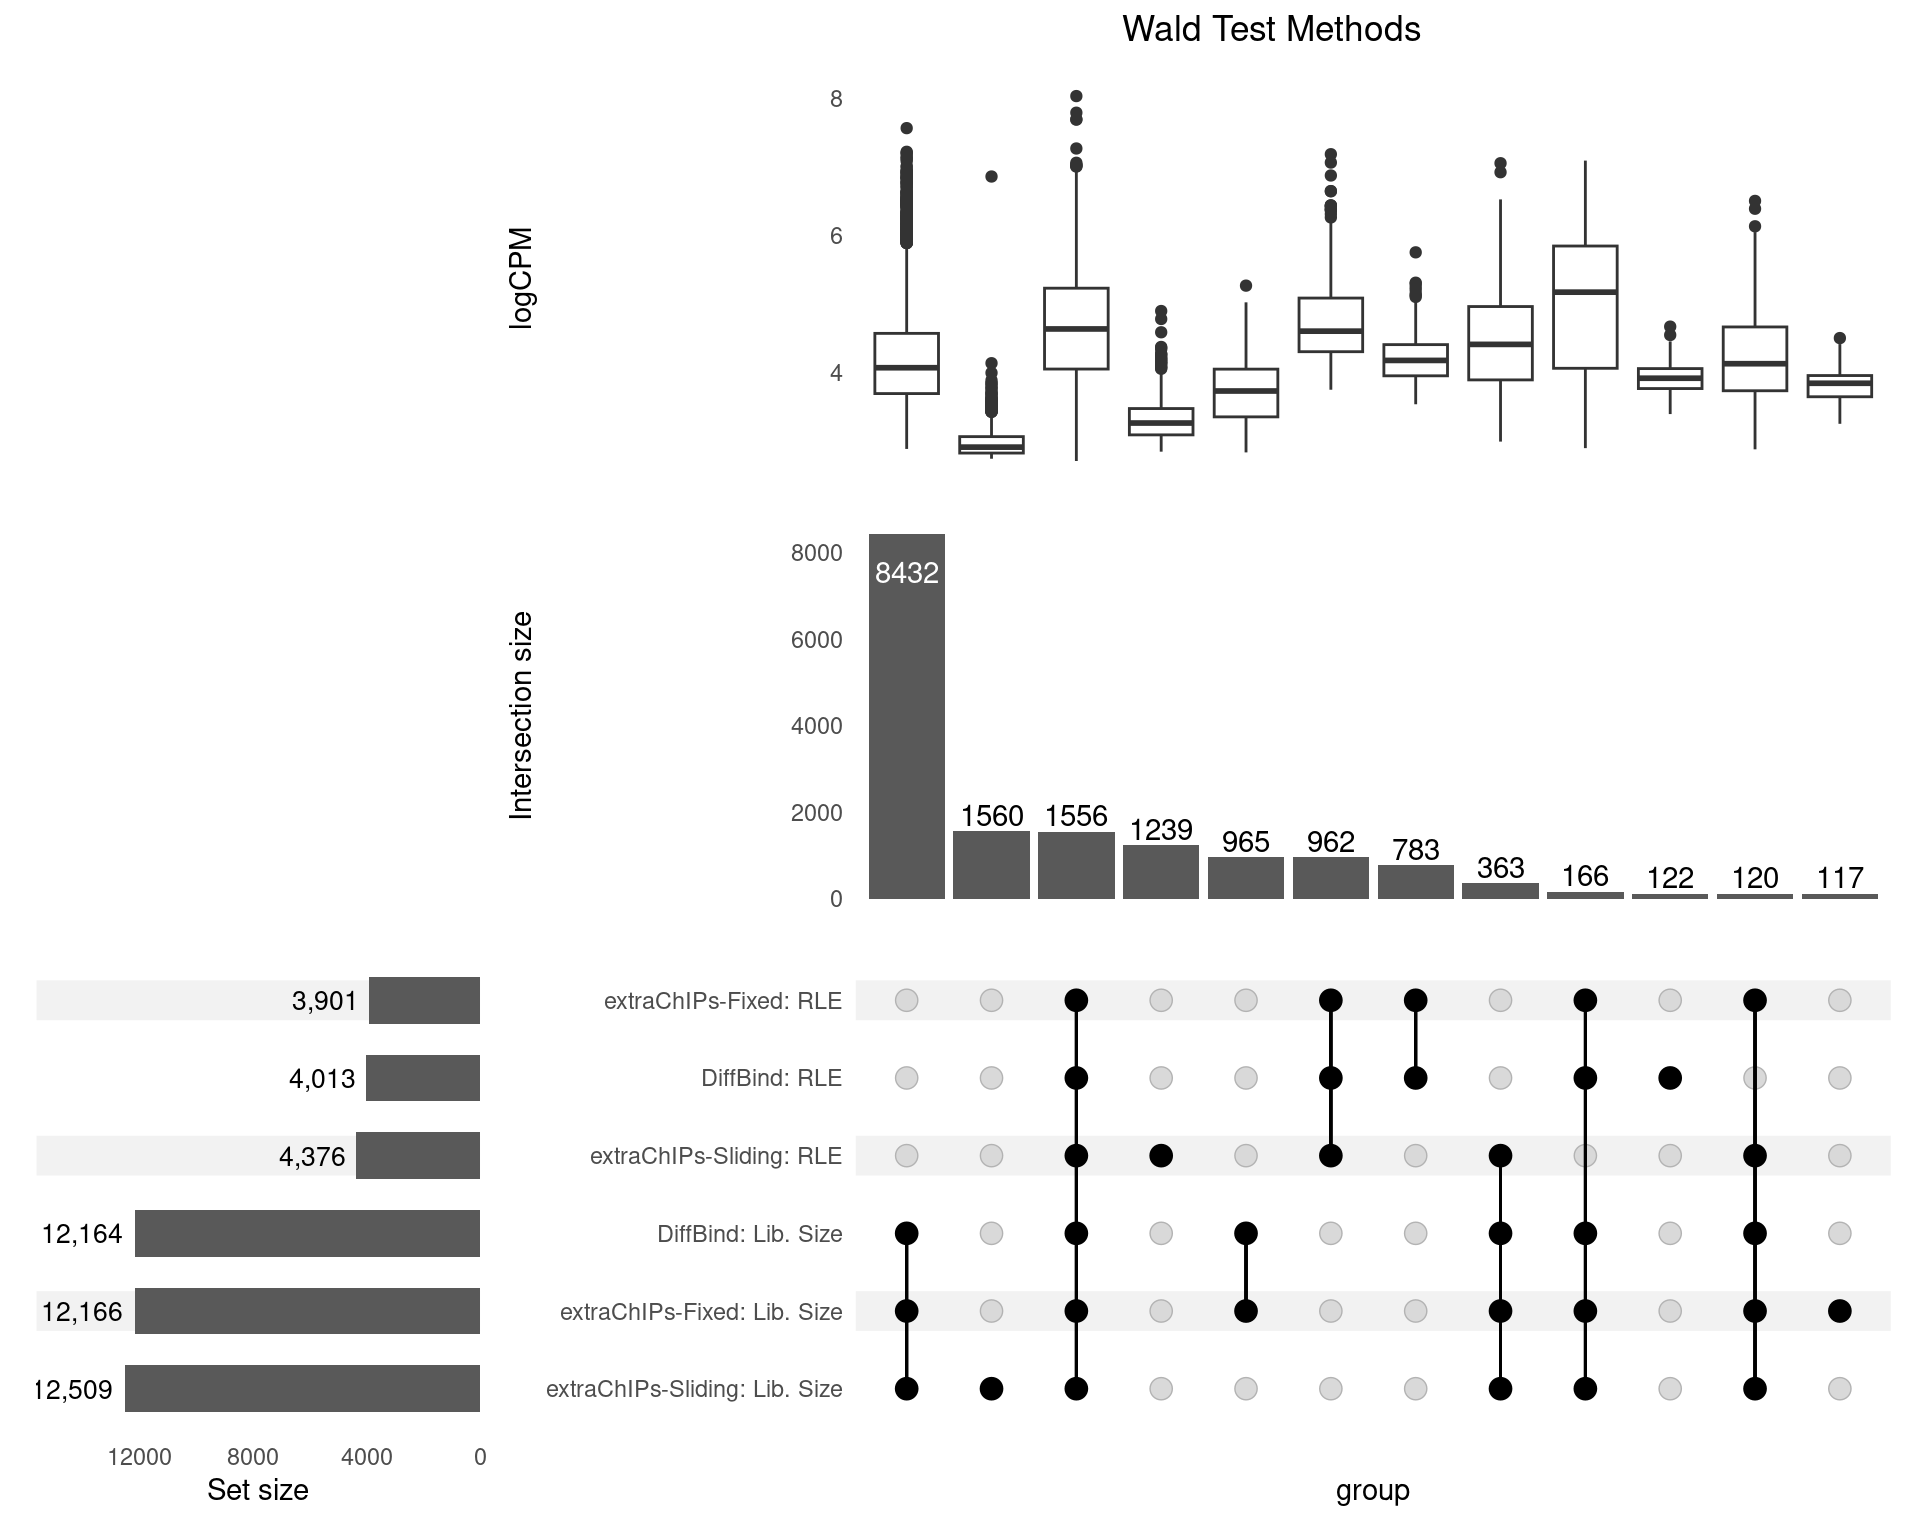 Wald Test Methods
logCPM
8
6
4
Intersection size
8000
6000
4000
2000
0
8432
1560
1556
1239
965
962
783
363
166
122
120
117
3,901
4,013
4,376
12,164
12,166
12,509
12000
8000
4000
0
Set size
extraChIPs-Fixed: RLE
DiffBind: RLE
extraChIPs-Sliding: RLE
DiffBind: Lib. Size
extraChIPs-Fixed: Lib. Size
extraChIPs-Sliding: Lib. Size
group